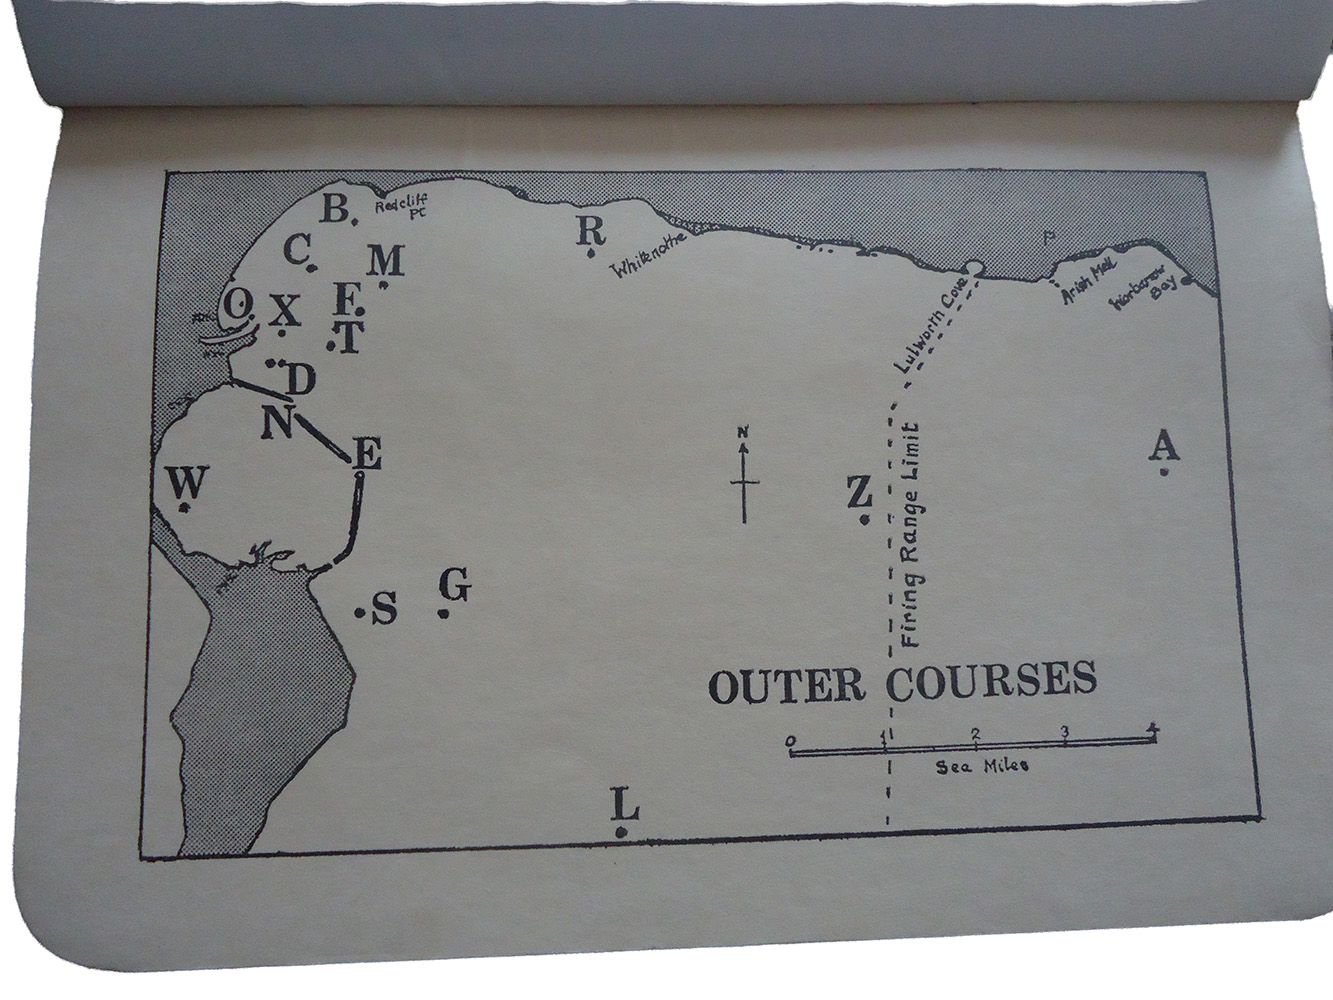 B.
Redcliff
Pt
R
Whitenothe
P
C
M
Arish Mell
Worbarrow
Bay
O
X
F
T
Lulworth Cove
D
N
E
N
A
W
Z
Firing Range Limit
G
S
OUTER COURSES
0 1 2 3 4
Sea Miles
L